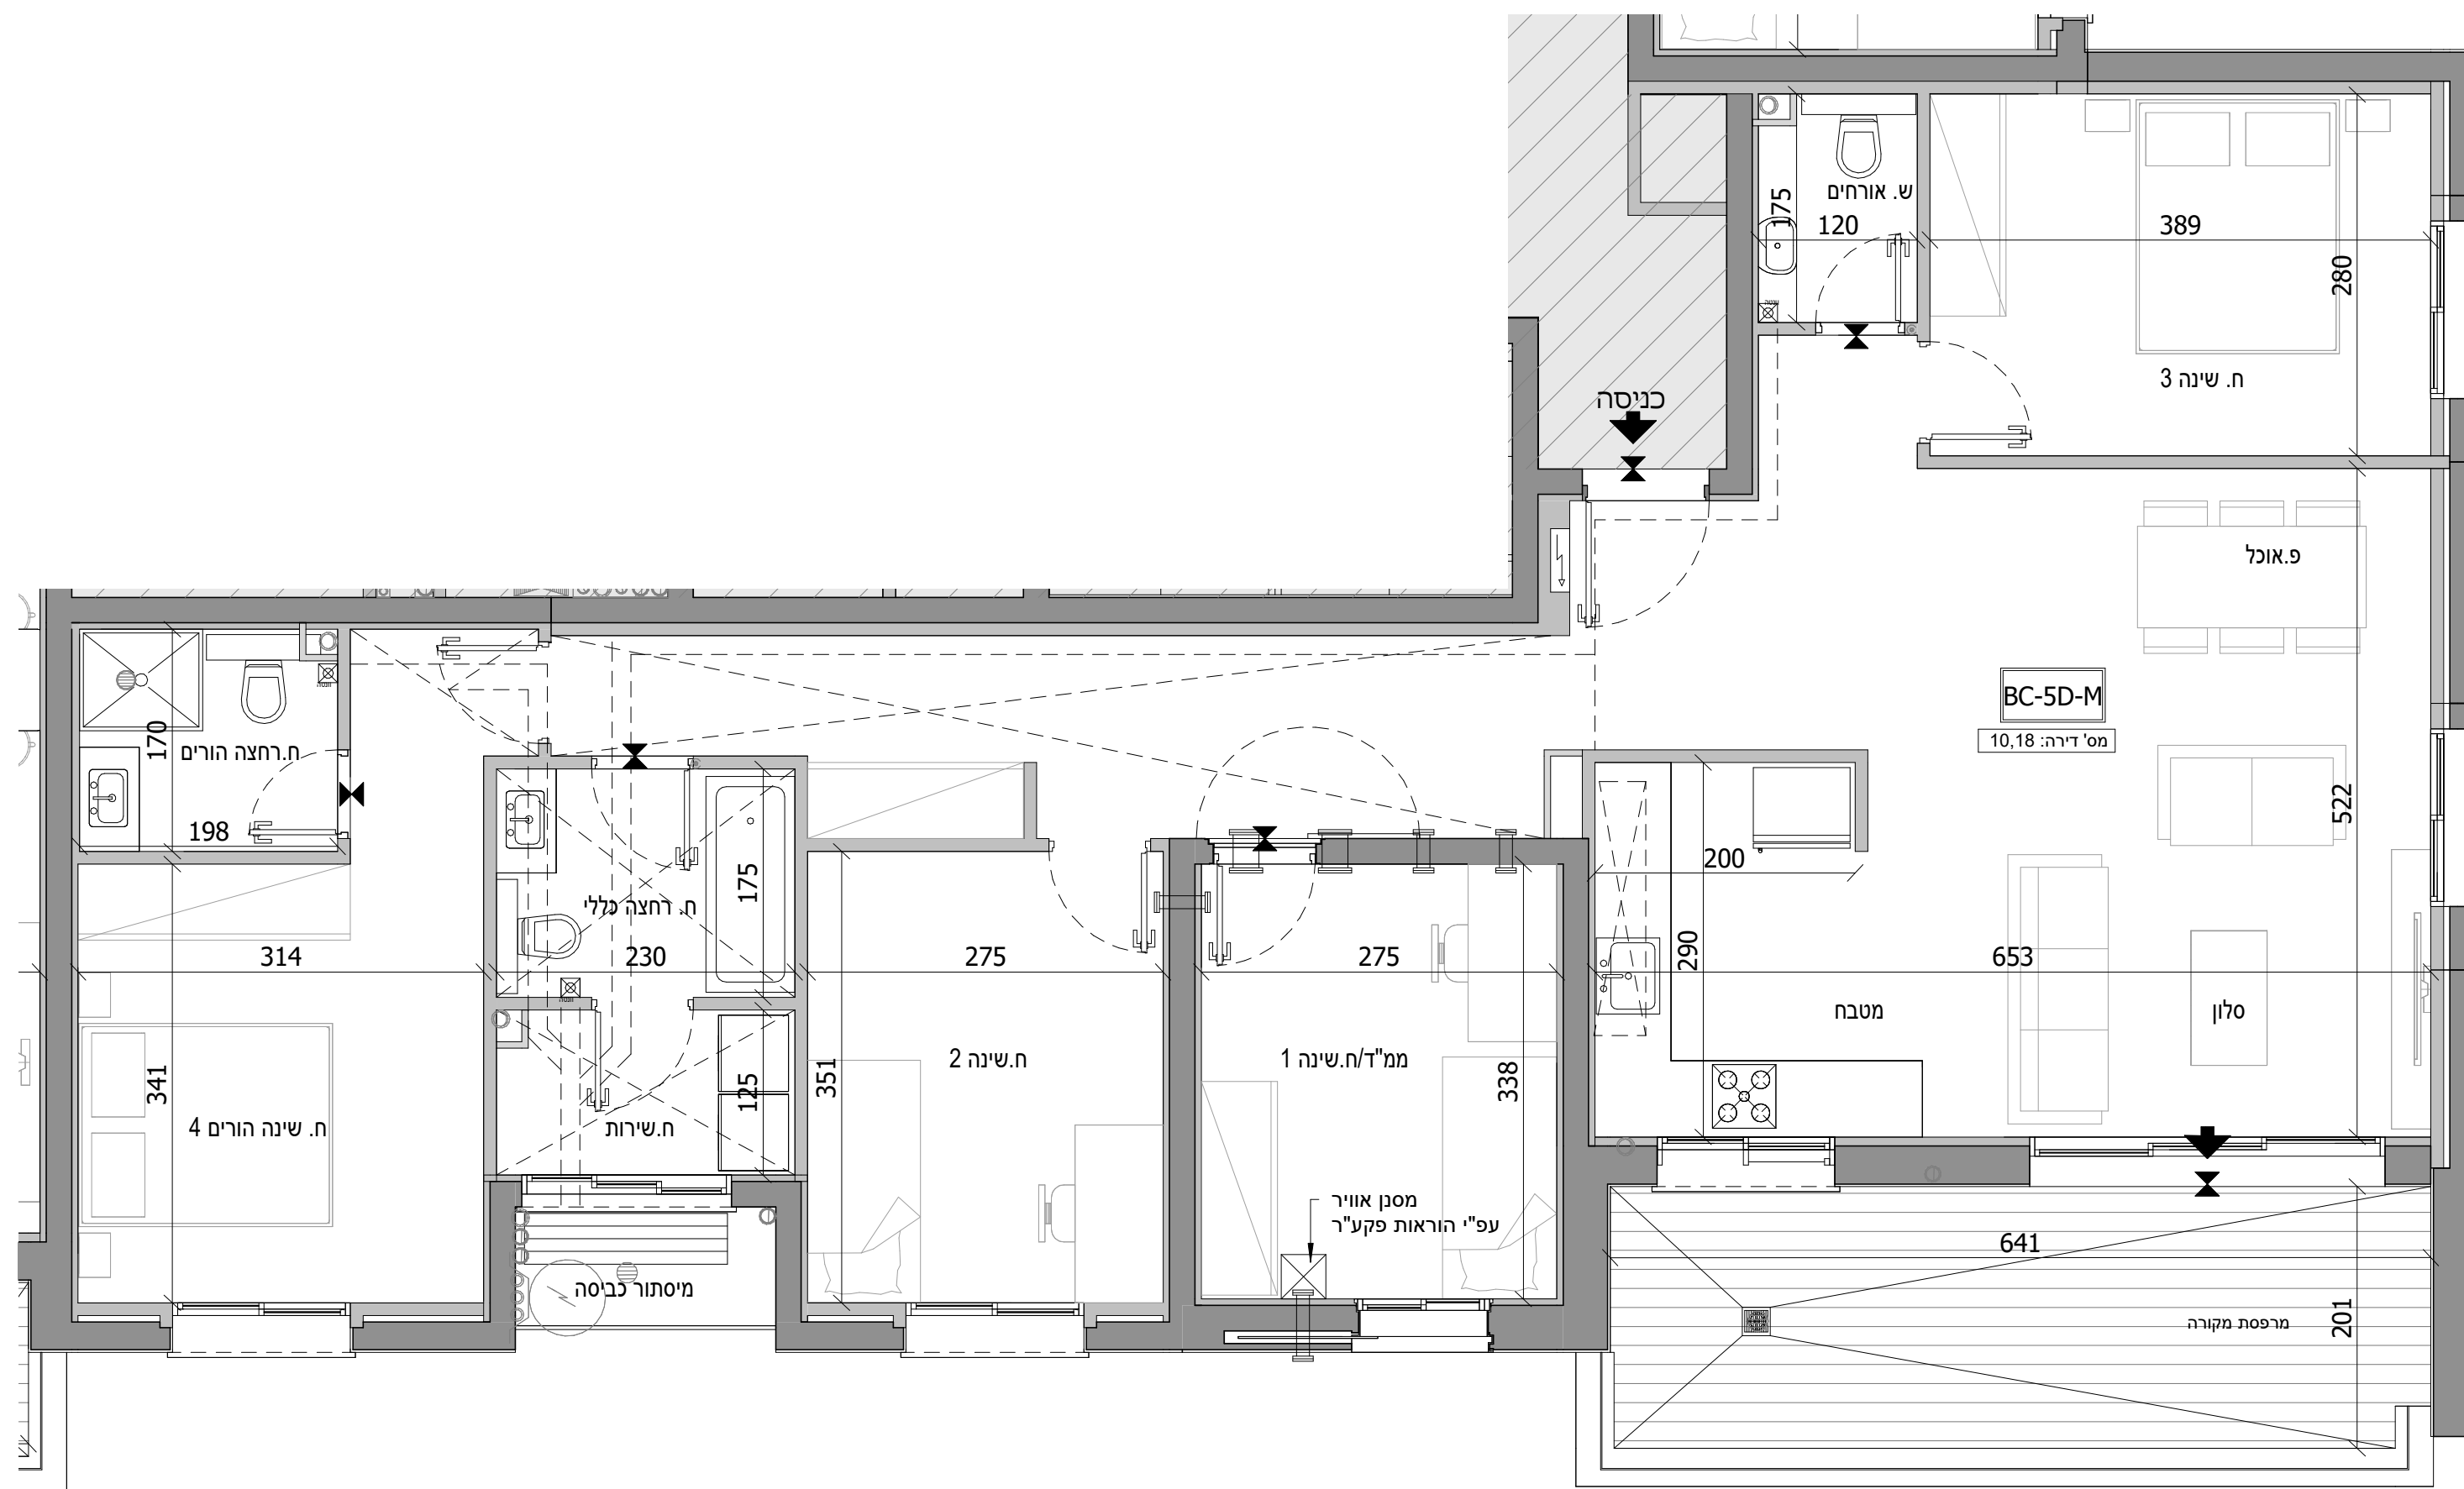 ש. אורחים
175
120
389
280
ח. שינה 3
כניסה
פ.אוכל
BC-5D-M
מס' דירה: 10,18
170
ח.רחצה הורים
198
522
200
175
ח. רחצה כללי
314
230
275
275
290
653
מטבח
סלון
341
ח. שינה הורים 4
125
ח.שירות
351
ח.שינה 2
ממ"ד/ח.שינה 1
338
מסנן אוויר
עפ"י הוראות פקע"ר
מיסתור כביסה
641
201
מרפסת מקורה